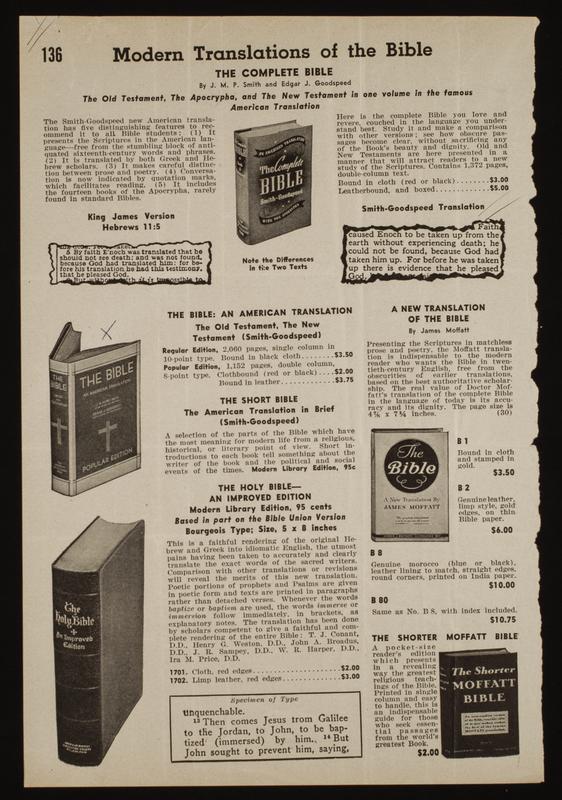 136
Modern Translations of the Bible
THE COMPLETE BIBLE
By J. M. P. Smith and Edgar J. Goodspeed
The Old Testament, The Apocrypha, and The New Testament in one volume in the famous
American Translation
The Smith-Goodspeed new American transla-
tion has five distinguishing features to rec-
ommend it to all Bible students: (1) It
presents the Scriptures in the American lan-
guage—free from the stumbling block of anti-
quated sixteenth-century words and phrases.
(2) It is translated by both Greek and He-
brew scholars. (3) It makes careful distinc-
tion between prose and poetry. (4) Conversa-
tion is now indicated by quotation marks,
which facilitates reading. (5) It includes
the fourteen books of the Apocrypha, rarely
found in standard Bibles.
King James Version
Hebrews 11:5
5 By faith E'noch was translated that he
should not see death; and was not found,
because God had translated him: for be-
fore his translation he had this testimony,
that he pleased God.
6 But without faith it is impossible to
AN AMERICAN TRANSLATION
The Complete
BIBLE
Smith-Goodspeed
Note the Differences
in the Two Texts
Here is the complete Bible you love and
revere, couched in the language you under-
stand best. Study it and make a comparison
with other versions; see how obscure pas-
sages become clear, without sacrificing any
of the Book's beauty and dignity. Old and
New Testaments are here presented in a
manner that will attract readers to a new
study of the Scriptures. Contains 1,372 pages,
double-column text.
Bound in cloth (red or black)........$3.00
Leatherbound, and boxed..............$5.00
Smith-Goodspeed Translation
Faith
caused Enoch to be taken up from the
earth without experiencing death; he
could not be found, because God had
taken him up. For before he was taken
up there is evidence that he pleased
God.
THE BIBLE
THE BIBLE
AN AMERICAN TRANSLATION
POPULAR EDITION
THE BIBLE: AN AMERICAN TRANSLATION
The Old Testament, The New
Testament (Smith-Goodspeed)
Regular Edition, 2,060 pages, single column in
10-point type. Bound in black cloth........$3.50
Popular Edition, 1,152 pages, double column,
8-point type. Clothbound (red or black)....$2.00
Bound in leather................$3.75
THE SHORT BIBLE
The American Translation in Brief
(Smith-Goodspeed)
A selection of the parts of the Bible which have
the most meaning for modern life from a religious,
historical, or literary point of view. Short in-
troductions to each book tell something about the
writer of the book and the political and social
events of the times. Modern Library Edition, 95c
THE HOLY BIBLE—
AN IMPROVED EDITION
Modern Library Edition, 95 cents
Based in part on the Bible Union Version
Bourgeois Type; Size, 5 x 8 inches
This is a faithful rendering of the original He-
brew and Greek into idiomatic English, the utmost
pains having been taken to accurately and clearly
translate the exact words of the sacred writers.
Comparison with other translations or revisions
will reveal the merits of this new translation.
Poetic portions of prophets and Psalms are given
in poetic form and texts are printed in paragraphs
rather than detached verses. Whenever the words
baptize or baptism are used, the words immerse or
immersion follow immediately, in brackets, as
explanatory notes. The translation has been done
by scholars competent to give a faithful and com-
plete rendering of the entire Bible: T. J. Conant,
D.D., Henry G. Weston, D.D., John A. Broadus,
D.D., J. R. Sampey, D.D., W. R. Harper, D.D.,
Ira M. Price, D.D.
1701. Cloth, red edges......................$2.00
1702. Limp leather, red edges...............$3.00
Specimen of Type
unquenchable.
13 Then comes Jesus from Galilee
to the Jordan, to John, to be bap-
tized (immersed) by him. 14 But
John sought to prevent him, saying,
The
Holy Bible
An Improved
Edition
A NEW TRANSLATION
OF THE BIBLE
By James Moffatt
Presenting the Scriptures in matchless
prose and poetry, the Moffatt transla-
tion is indispensable to the modern
reader who wants the Bible in twen-
tieth-century English, free from the
obscurities of earlier translations,
based on the best authoritative scholar-
ship. The real value of Doctor Mof-
fatt's translation of the complete Bible
in the language of today is its accu-
racy and its dignity. The page size is
4⅞ x 7¾ inches. (30)
The
Bible
A New Translation By
JAMES MOFFATT
B 1
Bound in cloth
and stamped in
gold.
$3.50
B 2
Genuine leather,
limp style, gold
edges, on thin
Bible paper.
$6.00
B 8
Genuine morocco (blue or black),
leather lining to match, straight edges,
round corners, printed on India paper.
$10.00
B 80
Same as No. B 8, with index included.
$10.75
THE SHORTER MOFFATT BIBLE
A pocket-size
reader's edition
which presents
in a revealing
way the greatest
religious teach-
ings of the Bible.
Printed in single
column and easy
to handle, this is
an indispensable
guide for those
who seek essen-
tial passages
from the world's
greatest Book.
$2.00
The Shorter
MOFFATT
BIBLE